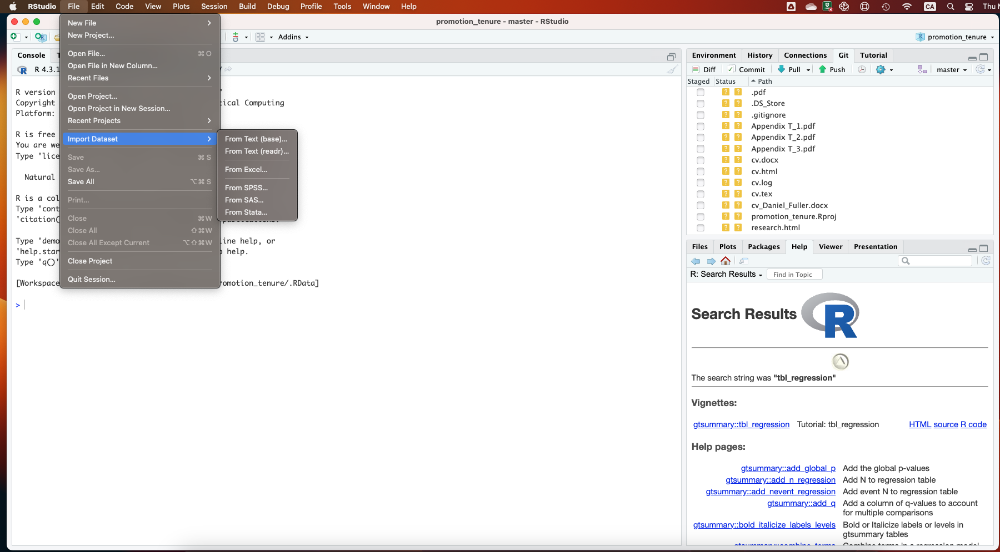 RStudio File Edit Code View Plots Session Build Debug Profile Tools Window Help CA Thu
promotion_tenure - master - RStudio
Addins
promotion_tenure
New File
New Project...
Open File... ⌘ O
Open File in New Column...
Recent Files
Open Project...
Open Project in New Session...
Recent Projects
Import Dataset
Save ⌘ S
Save As...
Save All ⌥⌘ S
Print...
Close ⌘W
Close All ⇧⌘W
Close All Except Current ⌥⇧⌘W
Close Project
Quit Session...
From Text (base)...
From Text (readr)...
From Excel...
From SPSS...
From SAS...
From Stata...
Console
R 4.3.1
R version
Copyright tical Computing
Platform:
R is free
You are we
Type 'lice
Natural
R is a col
Type 'cont
'citation(
Type 'demo line help, or
'help.star help.
Type 'q()'
[Workspace romotion_tenure/.RData]
>
Environment History Connections Git Tutorial
Diff Commit Pull Push master
Staged Status Path
? ? .pdf
? ? .DS_Store
? ? .gitignore
? ? Appendix T_1.pdf
? ? Appendix T_2.pdf
? ? Appendix T_3.pdf
? ? cv.docx
? ? cv.html
? ? cv.log
? ? cv.tex
? ? cv_Daniel_Fuller.docx
? ? promotion_tenure.Rproj
? ? research.html
Files Plots Packages Help Viewer Presentation
R: Search Results Find in Topic
Search Results R
The search string was "tbl_regression"
Vignettes:
gtsummary::tbl_regression Tutorial: tbl_regression HTML source R code
Help pages:
gtsummary::add_global_p Add the global p-values
gtsummary::add_n_regression Add N to regression table
gtsummary::add_nevent_regression Add event N to regression table
gtsummary::add_q Add a column of q-values to account
for multiple comparisons
gtsummary::bold_italicize_labels_levels Bold or Italicize labels or levels in
gtsummary tables
gtsummary::combine_terms Combine terms in a regression model